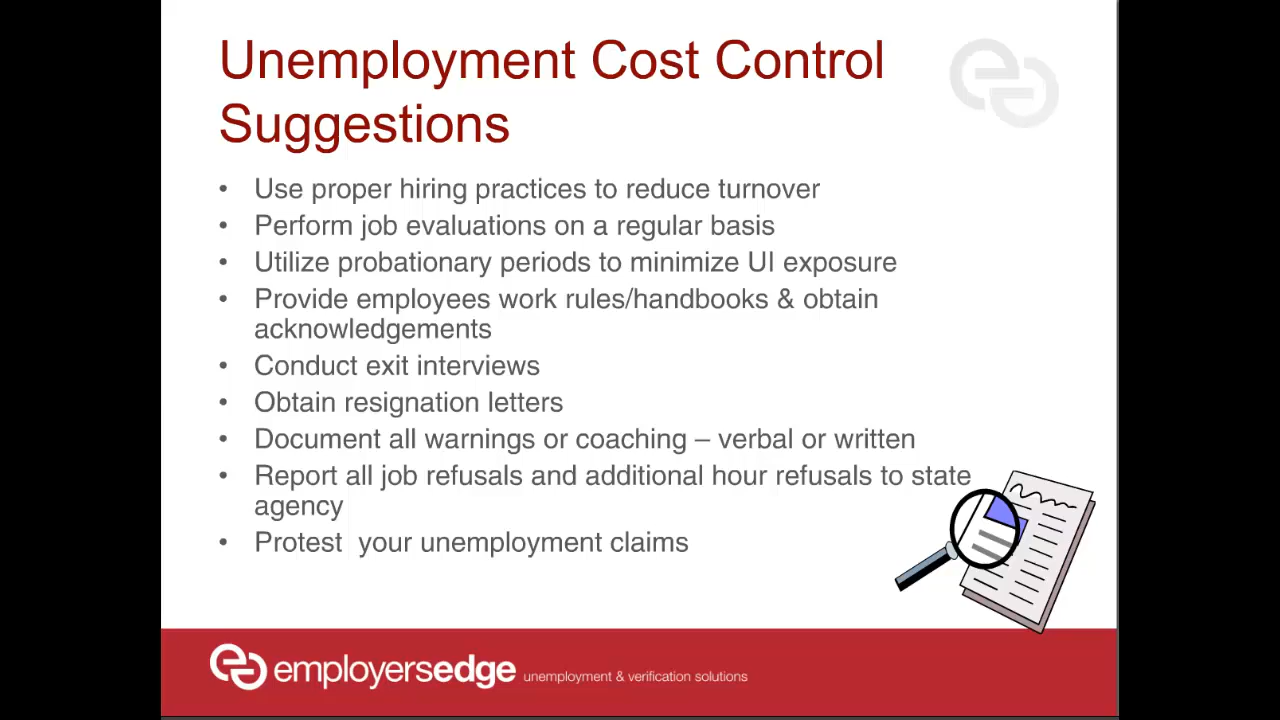 Unemployment Cost Control
Suggestions
• Use proper hiring practices to reduce turnover
• Perform job evaluations on a regular basis
• Utilize probationary periods to minimize UI exposure
• Provide employees work rules/handbooks & obtain
acknowledgements
• Conduct exit interviews
• Obtain resignation letters
• Document all warnings or coaching – verbal or written
• Report all job refusals and additional hour refusals to state
agency
• Protest  your unemployment claims
employersedge unemployment & verification solutions